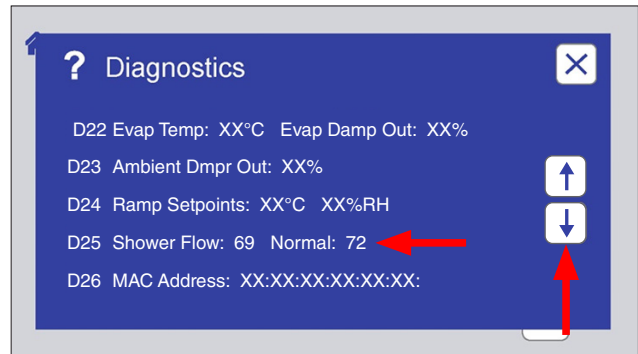 ? Diagnostics
D22 Evap Temp: XX°C Evap Damp Out: XX%
D23 Ambient Dmpr Out: XX%
D24 Ramp Setpoints: XX°C XX%RH
D25 Shower Flow: 69 Normal: 72
D26 MAC Address: XX:XX:XX:XX:XX:XX: